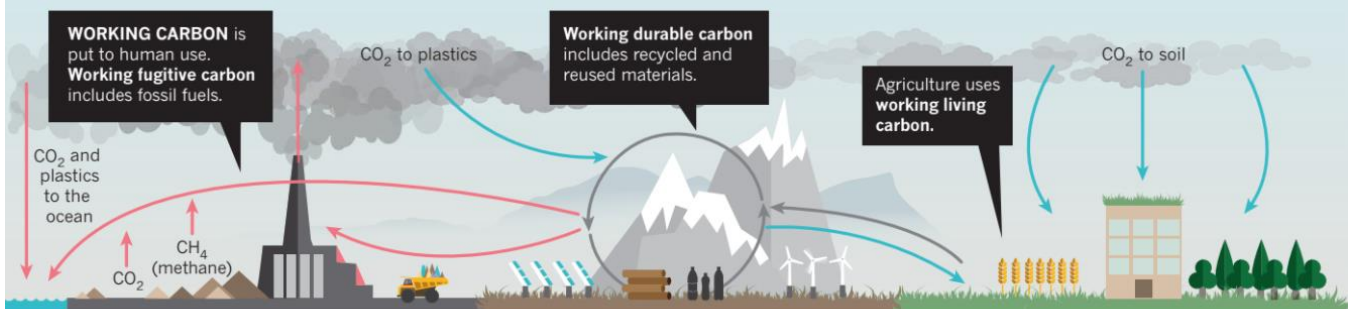 WORKING CARBON is
put to human use.
Working fugitive carbon
includes fossil fuels.
CO₂ to plastics
Working durable carbon
includes recycled and
reused materials.
CO₂ to soil
Agriculture uses
working living
carbon.
CO₂ and
plastics
to the
ocean
CO₂
CH₄
(methane)